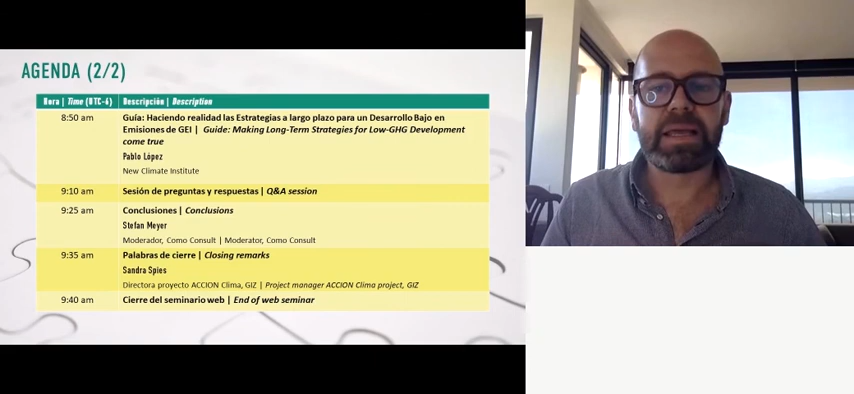 AGENDA (2/2)
Hora | Time (UTC-6) Descripción | Description
8:50 am Guía: Haciendo realidad las Estrategias a largo plazo para un Desarrollo Bajo en
Emisiones de GEI | Guide: Making Long-Term Strategies for Low-GHG Development
come true
Pablo López
New Climate Institute
9:10 am Sesión de preguntas y respuestas | Q&A session
9:25 am Conclusiones | Conclusions
Stefan Meyer
Moderador, Como Consult | Moderator, Como Consult
9:35 am Palabras de cierre | Closing remarks
Sandra Spies
Directora proyecto ACCION Clima, GIZ | Project manager ACCION Clima project, GIZ
9:40 am Cierre del seminario web | End of web seminar